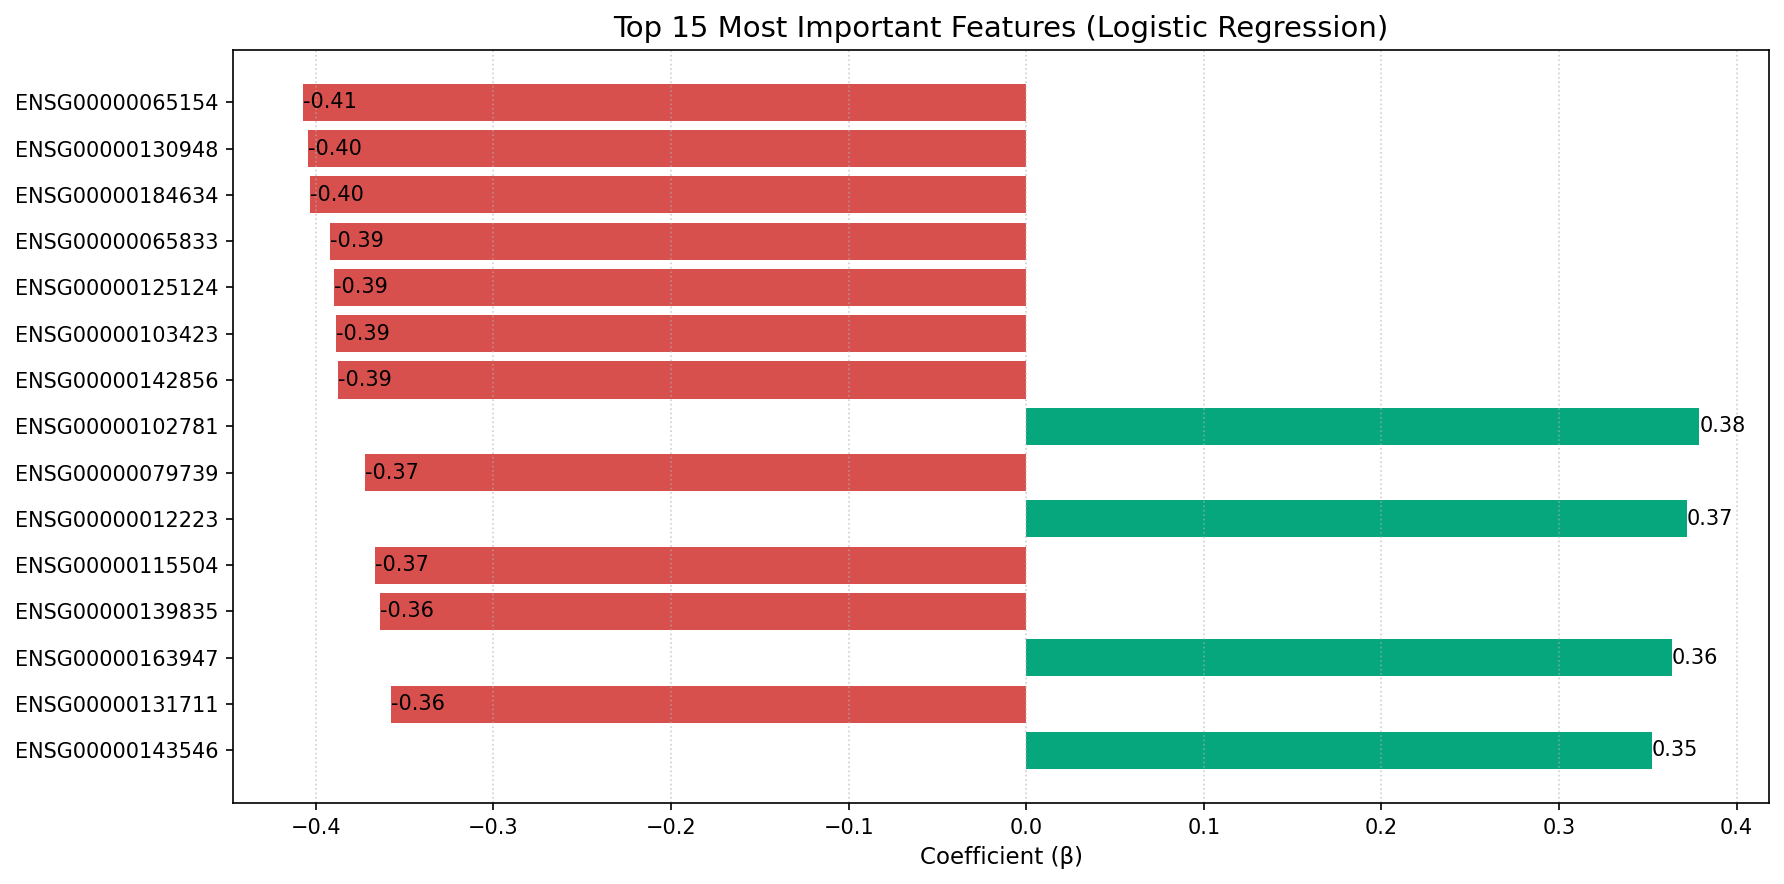 Top 15 Most Important Features (Logistic Regression)
ENSG00000065154 -0.41
ENSG00000130948 -0.40
ENSG00000184634 -0.40
ENSG00000065833 -0.39
ENSG00000125124 -0.39
ENSG00000103423 -0.39
ENSG00000142856 -0.39
ENSG00000102781 0.38
ENSG00000079739 -0.37
ENSG00000012223 0.37
ENSG00000115504 -0.37
ENSG00000139835 -0.36
ENSG00000163947 0.36
ENSG00000131711 -0.36
ENSG00000143546 0.35
−0.4 −0.3 −0.2 −0.1 0.0 0.1 0.2 0.3 0.4
Coefficient (β)